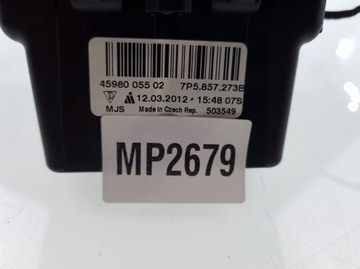 45980 055 02 7P5.857.273B
12.03.2012 - 15:48 07S
MJS Made in Czech Rep. 503549
MP2679